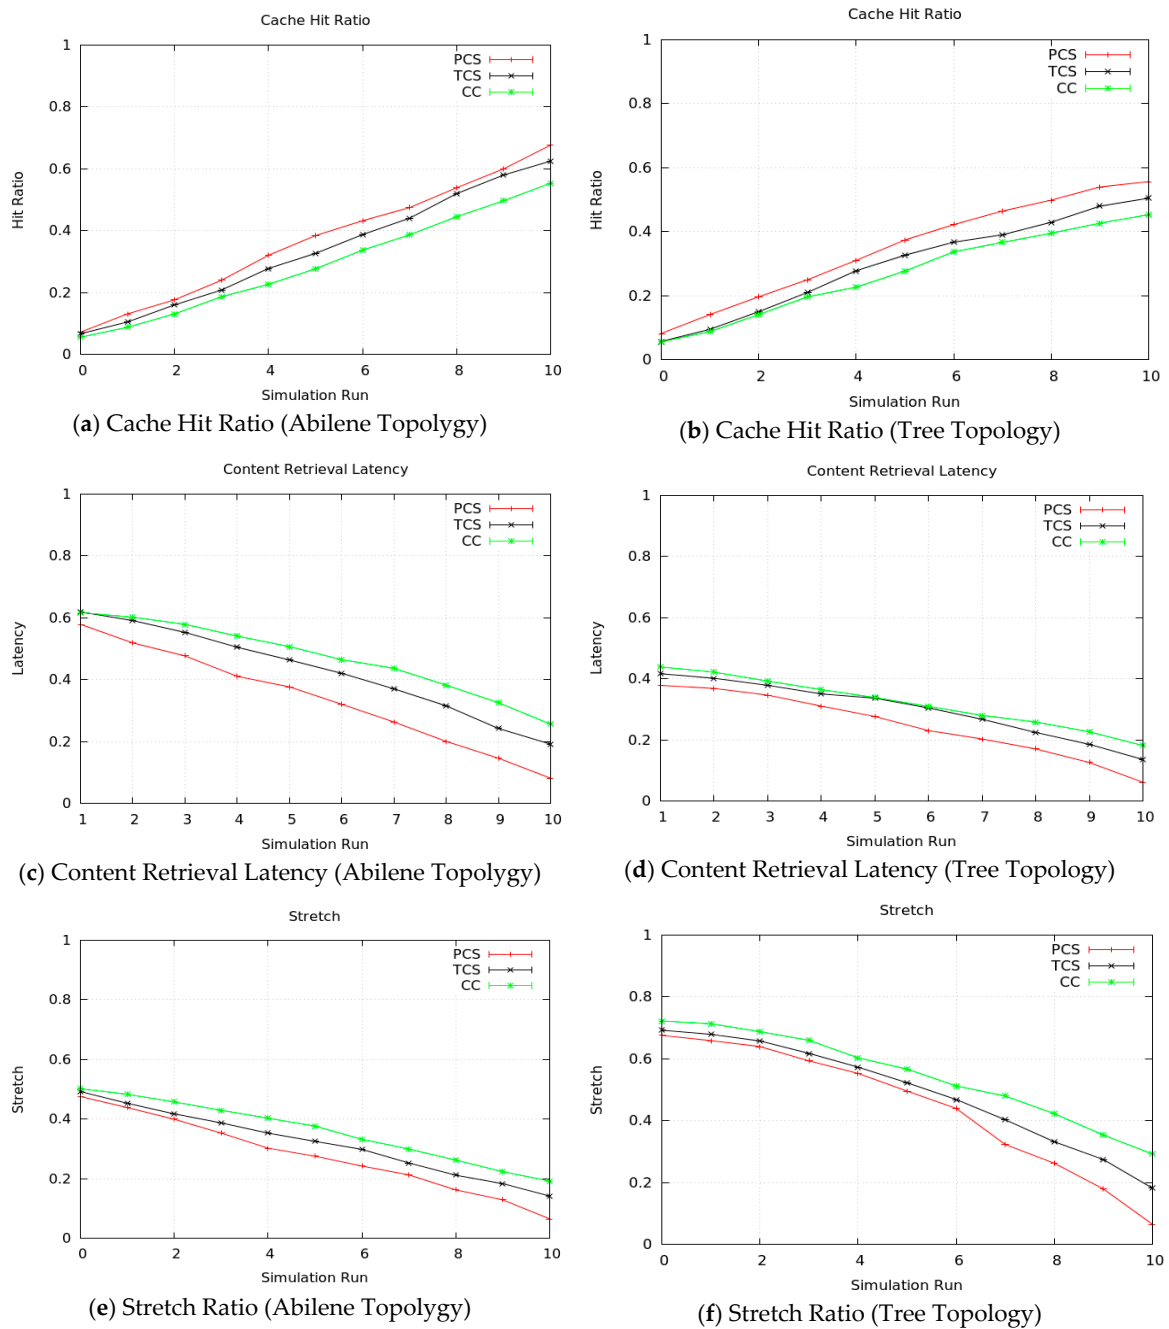 Cache Hit Ratio
1
0.8
0.6
0.4
0.2
0
Hit Ratio
PCS
TCS
CC
0 2 4 6 8 10
Simulation Run
(a) Cache Hit Ratio (Abilene Topolygy)
Cache Hit Ratio
1
0.8
0.6
0.4
0.2
0
Hit Ratio
PCS
TCS
CC
0 2 4 6 8 10
Simulation Run
(b) Cache Hit Ratio (Tree Topology)
Content Retrieval Latency
1
0.8
0.6
0.4
0.2
0
Latency
PCS
TCS
CC
1 2 3 4 5 6 7 8 9 10
Simulation Run
(c) Content Retrieval Latency (Abilene Topolygy)
Content Retrieval Latency
1
0.8
0.6
0.4
0.2
0
Latency
PCS
TCS
CC
1 2 3 4 5 6 7 8 9 10
Simulation Run
(d) Content Retrieval Latency (Tree Topology)
Stretch
1
0.8
0.6
0.4
0.2
0
Stretch
PCS
TCS
CC
0 2 4 6 8 10
Simulation Run
(e) Stretch Ratio (Abilene Topolygy)
Stretch
1
0.8
0.6
0.4
0.2
0
Stretch
PCS
TCS
CC
0 2 4 6 8 10
Simulation Run
(f) Stretch Ratio (Tree Topology)